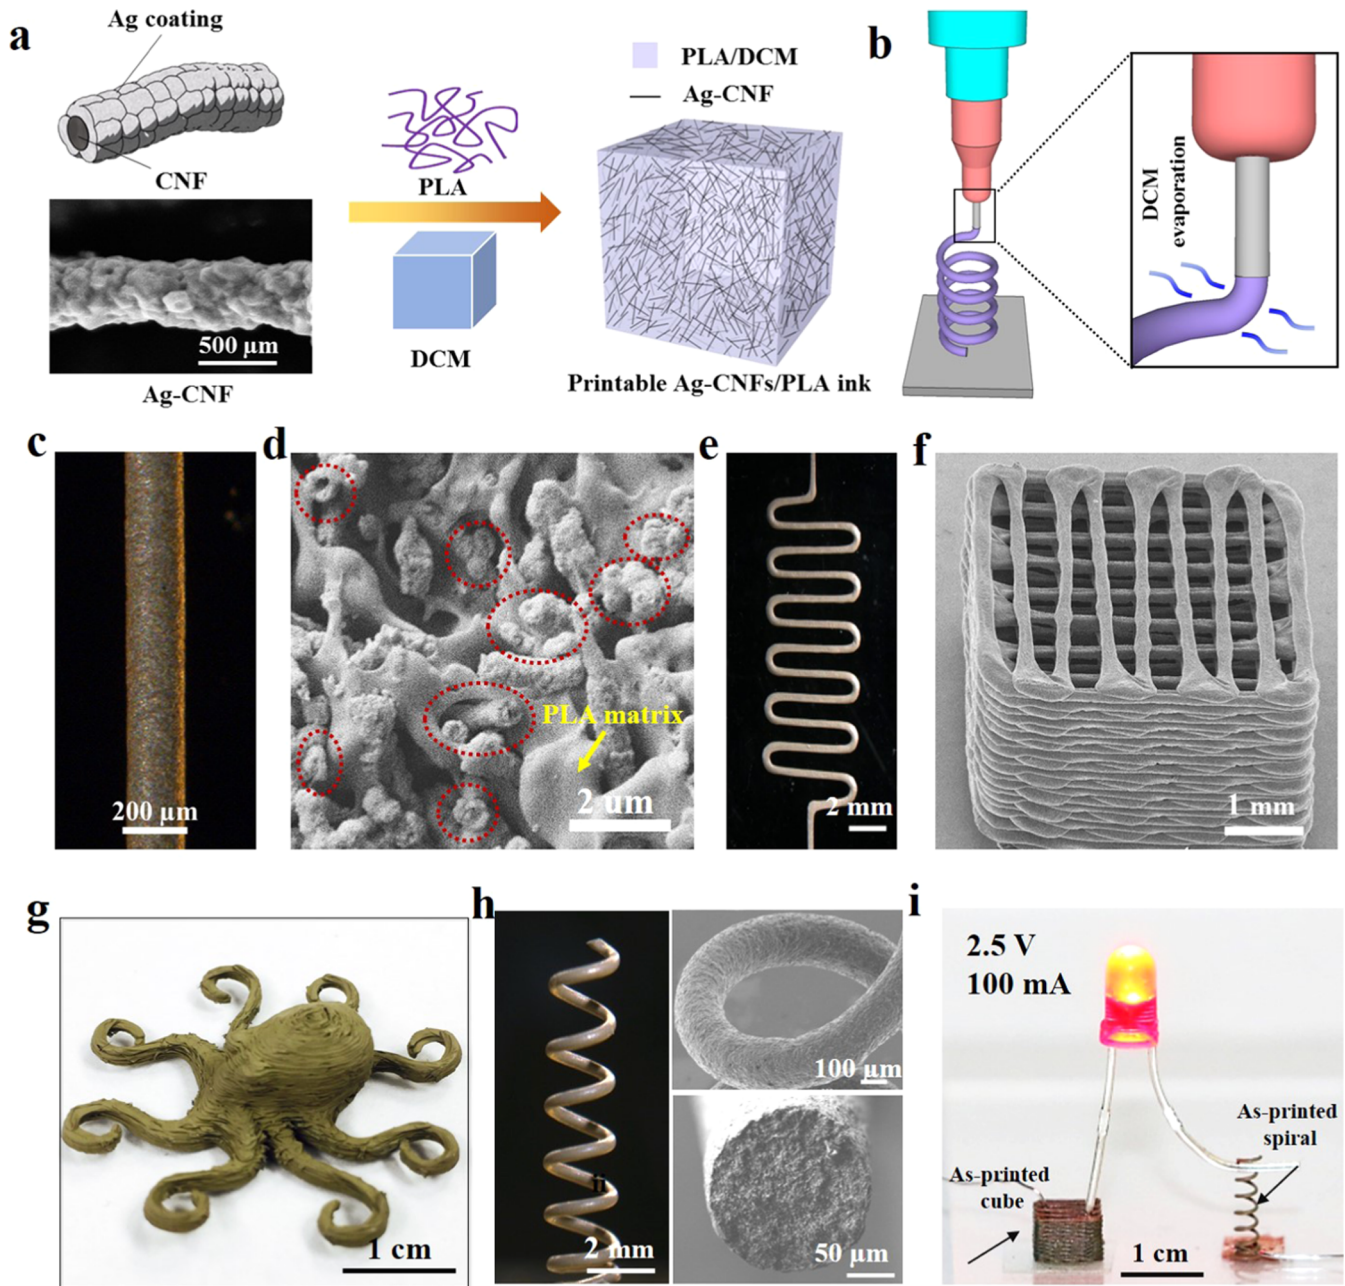 a
Ag coating
CNF
500 µm
Ag-CNF
PLA
DCM
PLA/DCM
Ag-CNF
Printable Ag-CNFs/PLA ink
b
DCM
evaporation
c
200 µm
d
PLA matrix
2 um
e
2 mm
f
1 mm
g
1 cm
h
ii
2 mm
100 µm
50 µm
i
2.5 V
100 mA
As-printed
spiral
As-printed
cube
1 cm